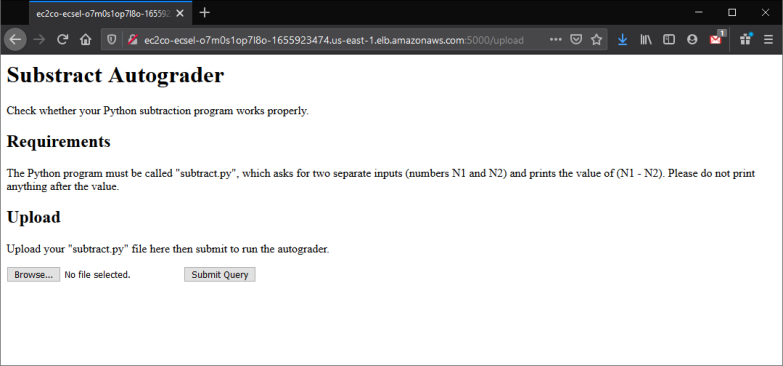 ec2co-ecsel-o7m0s1op7l8o-165592
ec2co-ecsel-o7m0s1op7l8o-1655923474.us-east-1.elb.amazonaws.com:5000/upload
1
Substract Autograder
Check whether your Python subtraction program works properly.
Requirements
The Python program must be called "subtract.py", which asks for two separate inputs (numbers N1 and N2) and prints the value of (N1 - N2). Please do not print
anything after the value.
Upload
Upload your "subtract.py" file here then submit to run the autograder.
Browse... No file selected. Submit Query